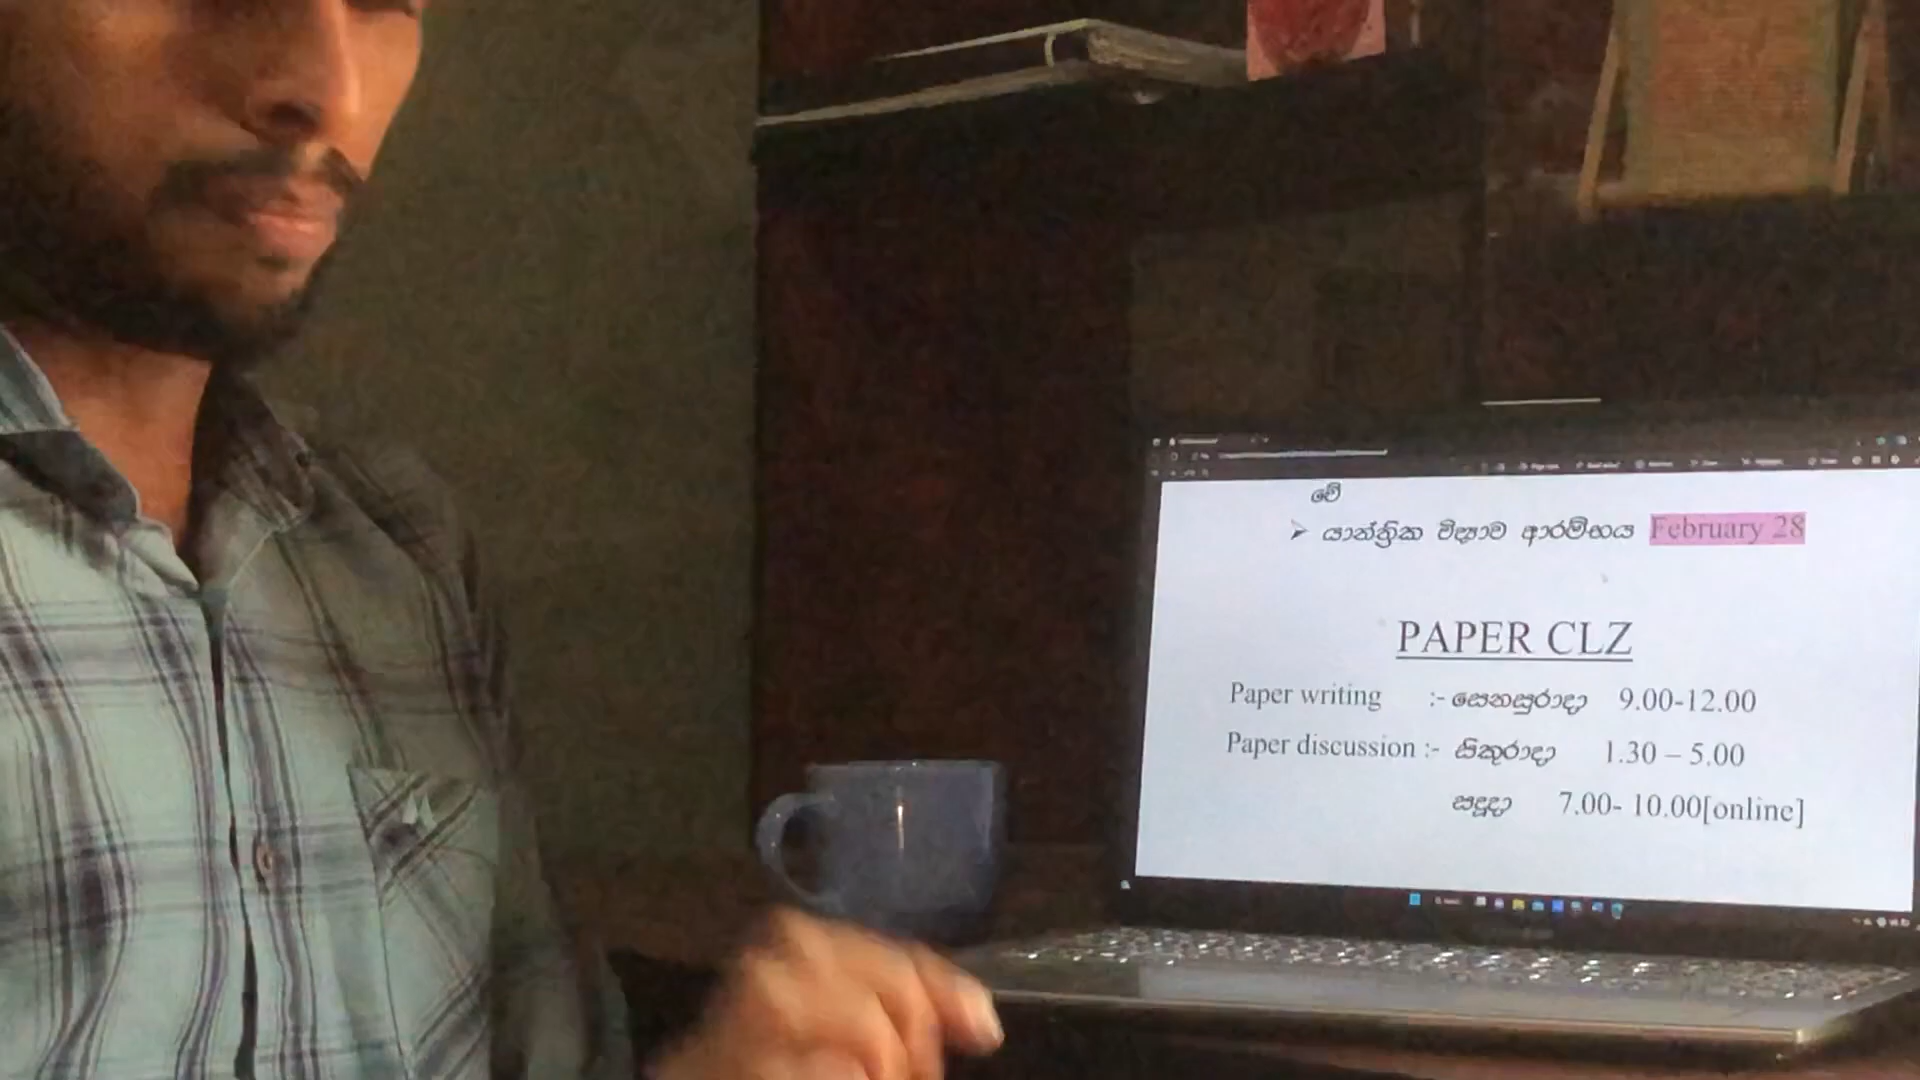 වේ
➢ යාන්ත්‍රික විද්‍යාව ආරම්භය February 28
PAPER CLZ
Paper writing :- සෙනසුරාදා 9.00-12.00
Paper discussion :- සිකුරාදා 1.30 – 5.00
සඳුදා 7.00- 10.00[online]